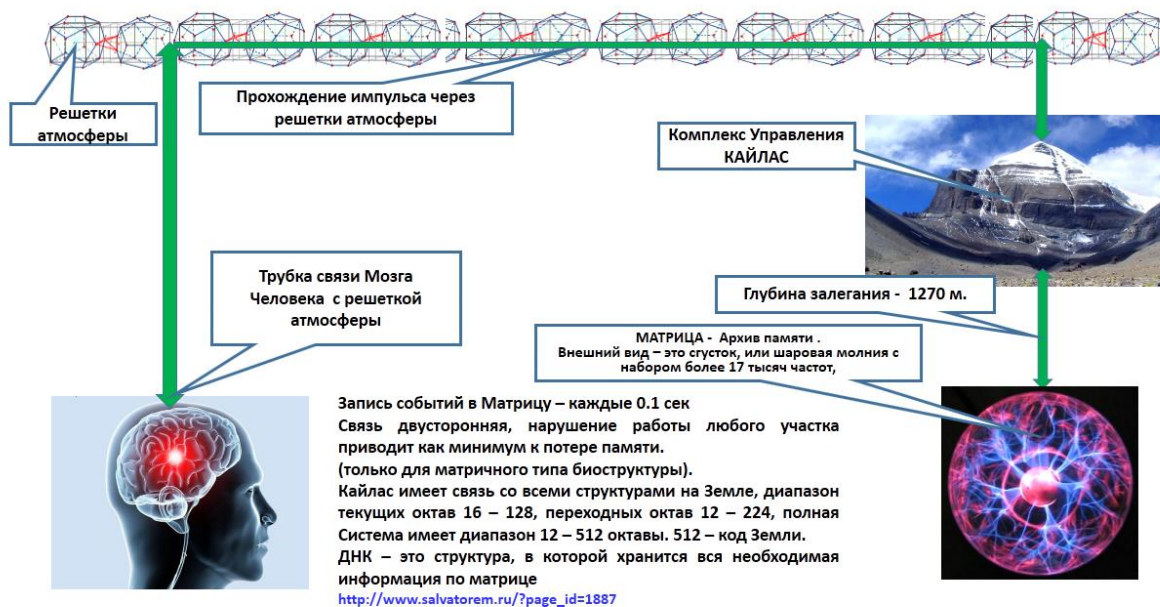 Решетки
атмосферы
Прохождение импульса через
решетки атмосферы
Комплекс Управления
КАЙЛАС
Трубка связи Мозга
Человека с решеткой
атмосферы
Глубина залегания - 1270 м.
МАТРИЦА - Архив памяти .
Внешний вид – это сгусток, или шаровая молния с
набором более 17 тысяч частот,
Запись событий в Матрицу – каждые 0.1 сек
Связь двусторонняя, нарушение работы любого участка
приводит как минимум к потере памяти.
(только для матричного типа биоструктуры).
Кайлас имеет связь со всеми структурами на Земле, диапазон
текущих октав 16 – 128, переходных октав 12 – 224, полная
Система имеет диапазон 12 – 512 октавы. 512 – код Земли.
ДНК – это структура, в которой хранится вся необходимая
информация по матрице
http://www.salvatorem.ru/?page_id=1887